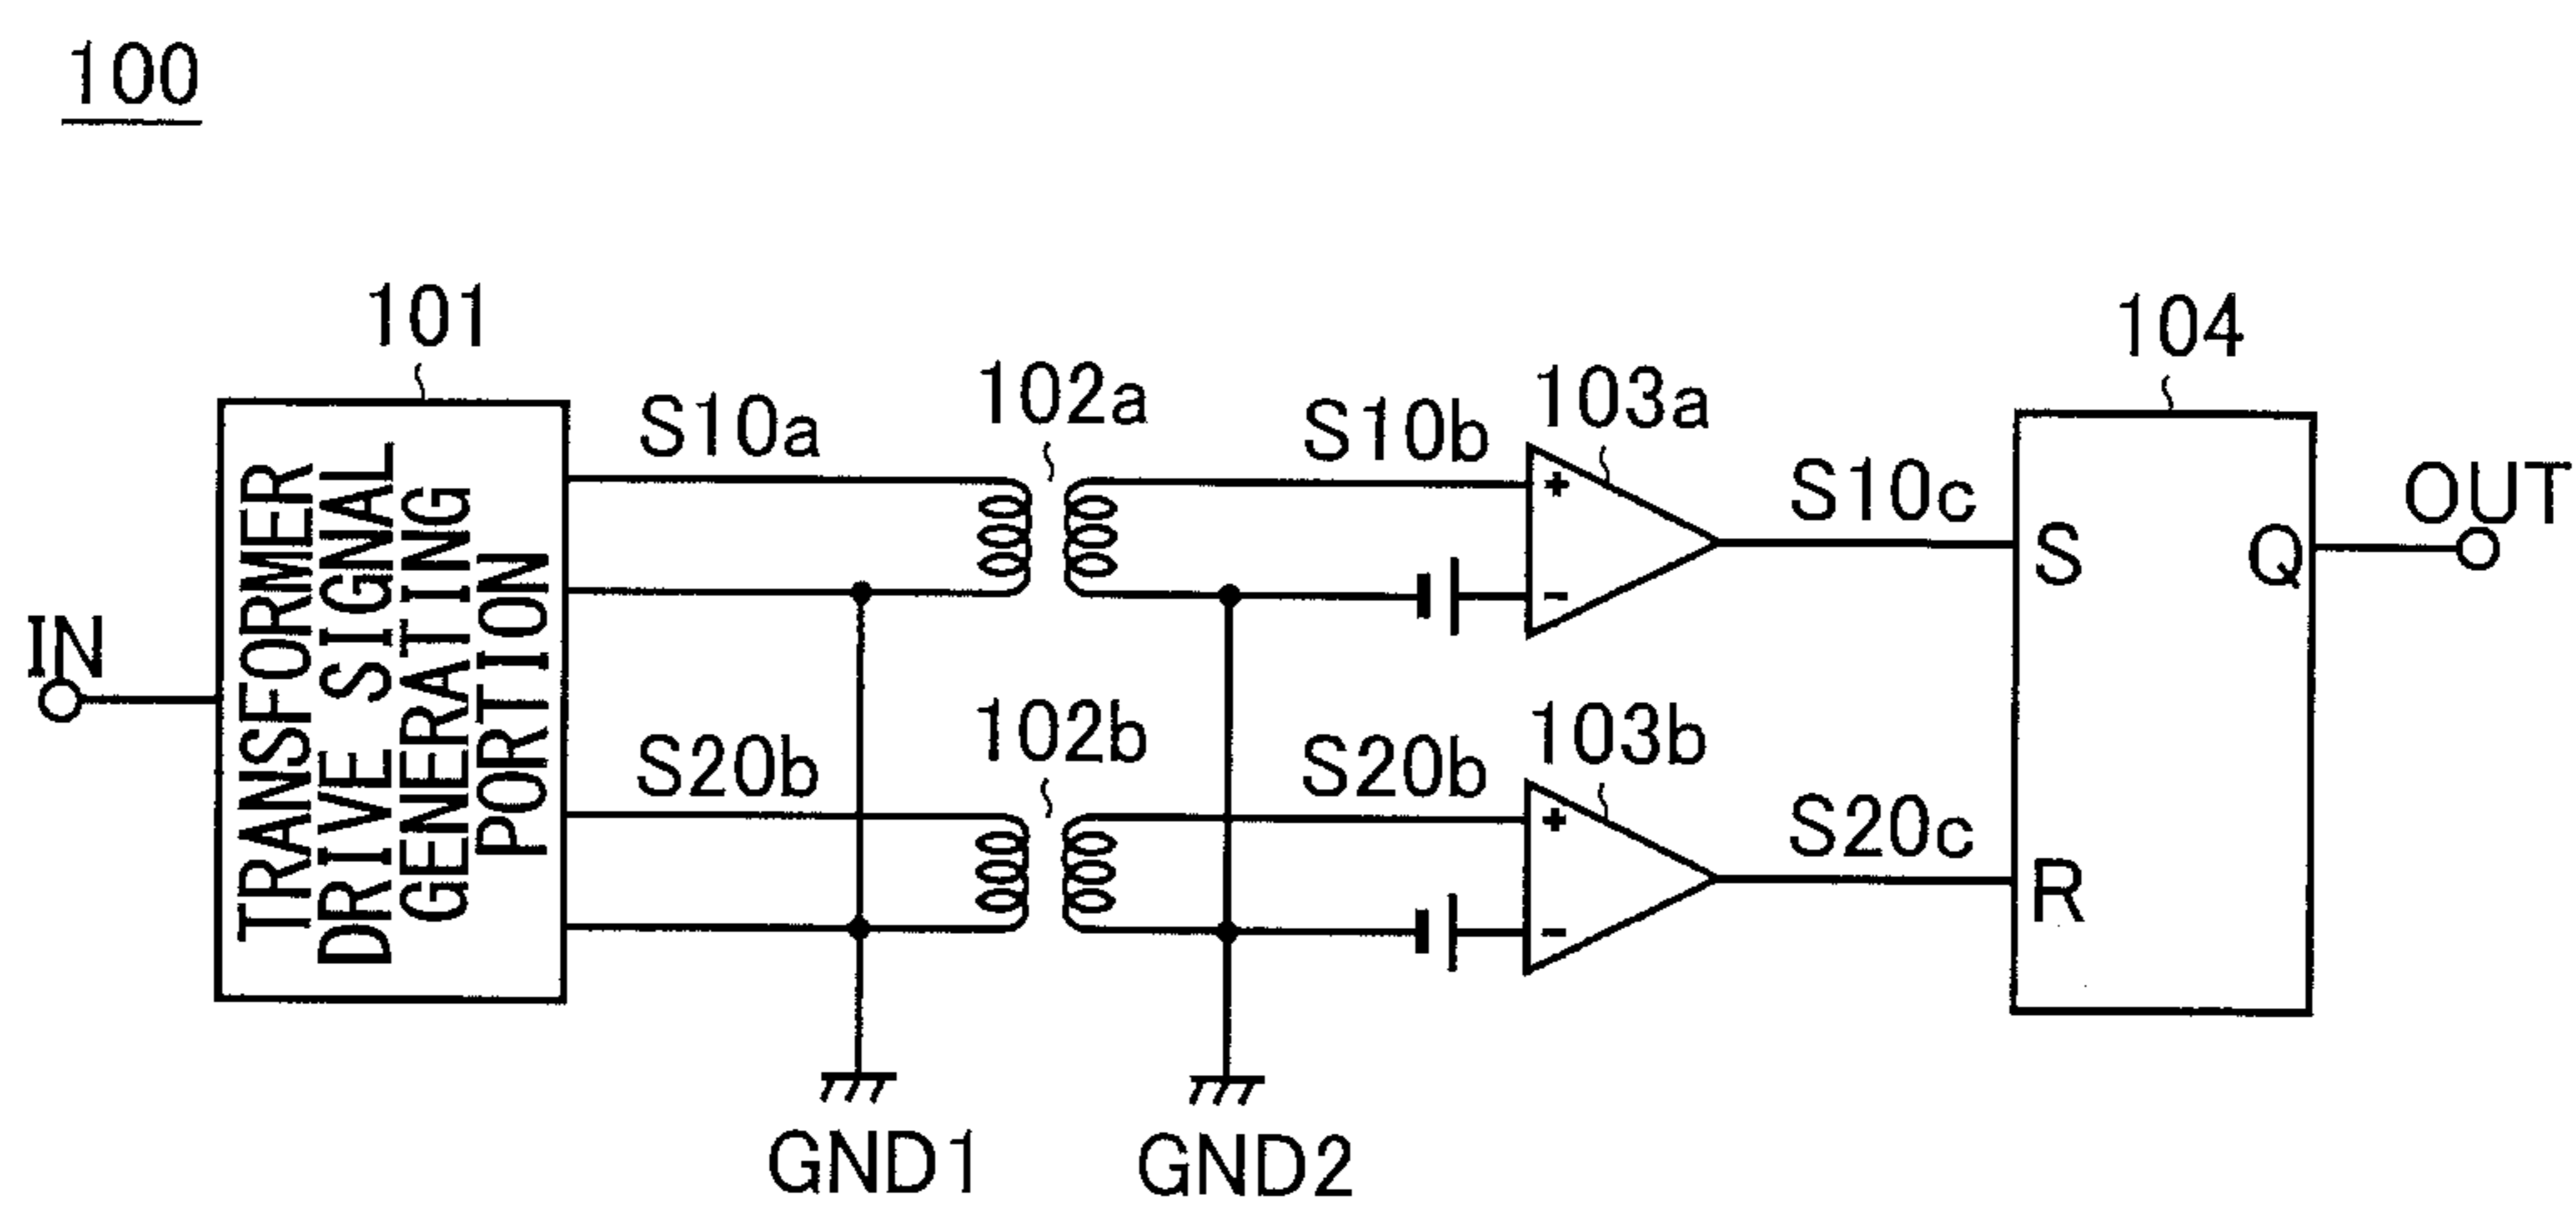 100
101
TRANSFORMER
DRIVE SIGNAL
GENERATING
PORTION
IN
S10a
102a
S10b
103a
S10c
104
S
Q
OUT
S20b
102b
S20b
103b
S20c
R
+
-
+
-
GND1
GND2